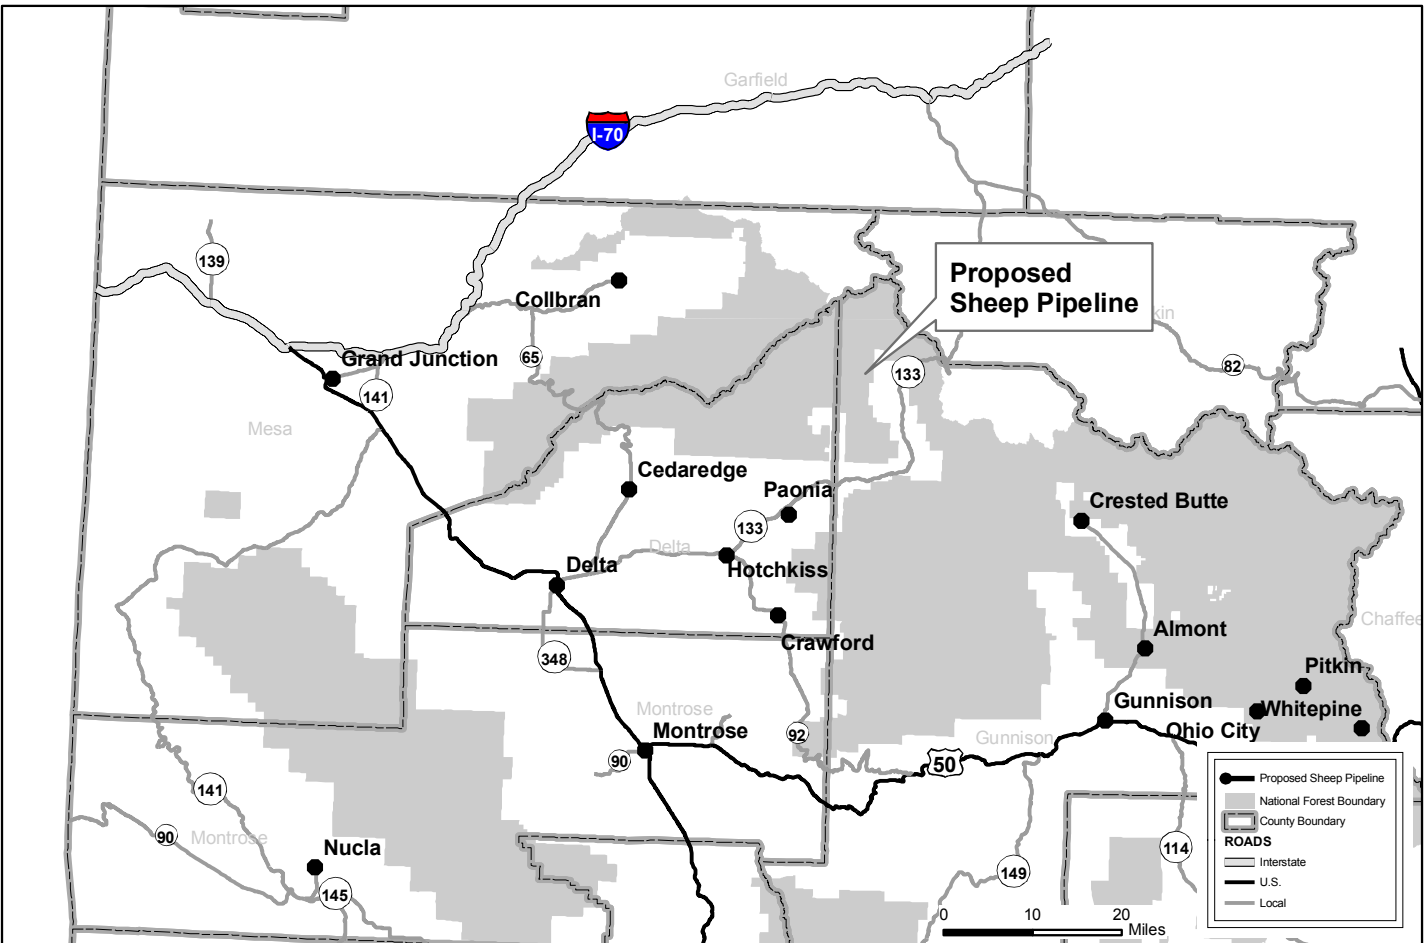 Garfield
I-70
139
Proposed
Sheep Pipeline
Collbran
kin
Grand Junction
65
133
82
141
Mesa
Cedaredge
Paonia
Crested Butte
133
Delta
Delta
Hotchkiss
Chaffee
Almont
Crawford
348
Pitkin
Montrose
Gunnison
Whitepine
Montrose
92
Gunnison
Ohio City
90
50
Proposed Sheep Pipeline
National Forest Boundary
County Boundary
ROADS
Interstate
U.S.
Local
141
90
Montrose
Nucla
114
149
145
0 10 20
Miles